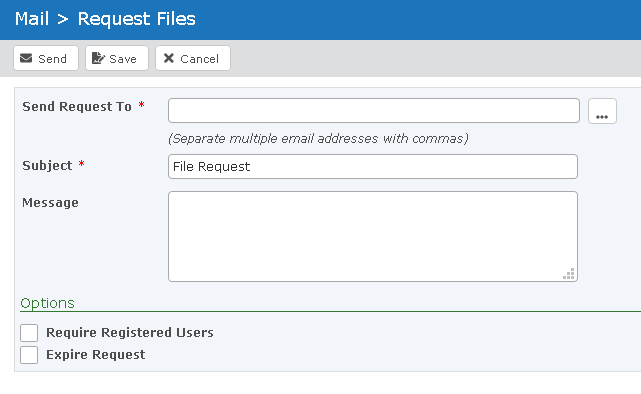 Mail > Request Files
Send Save Cancel
Send Request To * ...
(Separate multiple email addresses with commas)
Subject * File Request
Message
Options
Require Registered Users
Expire Request